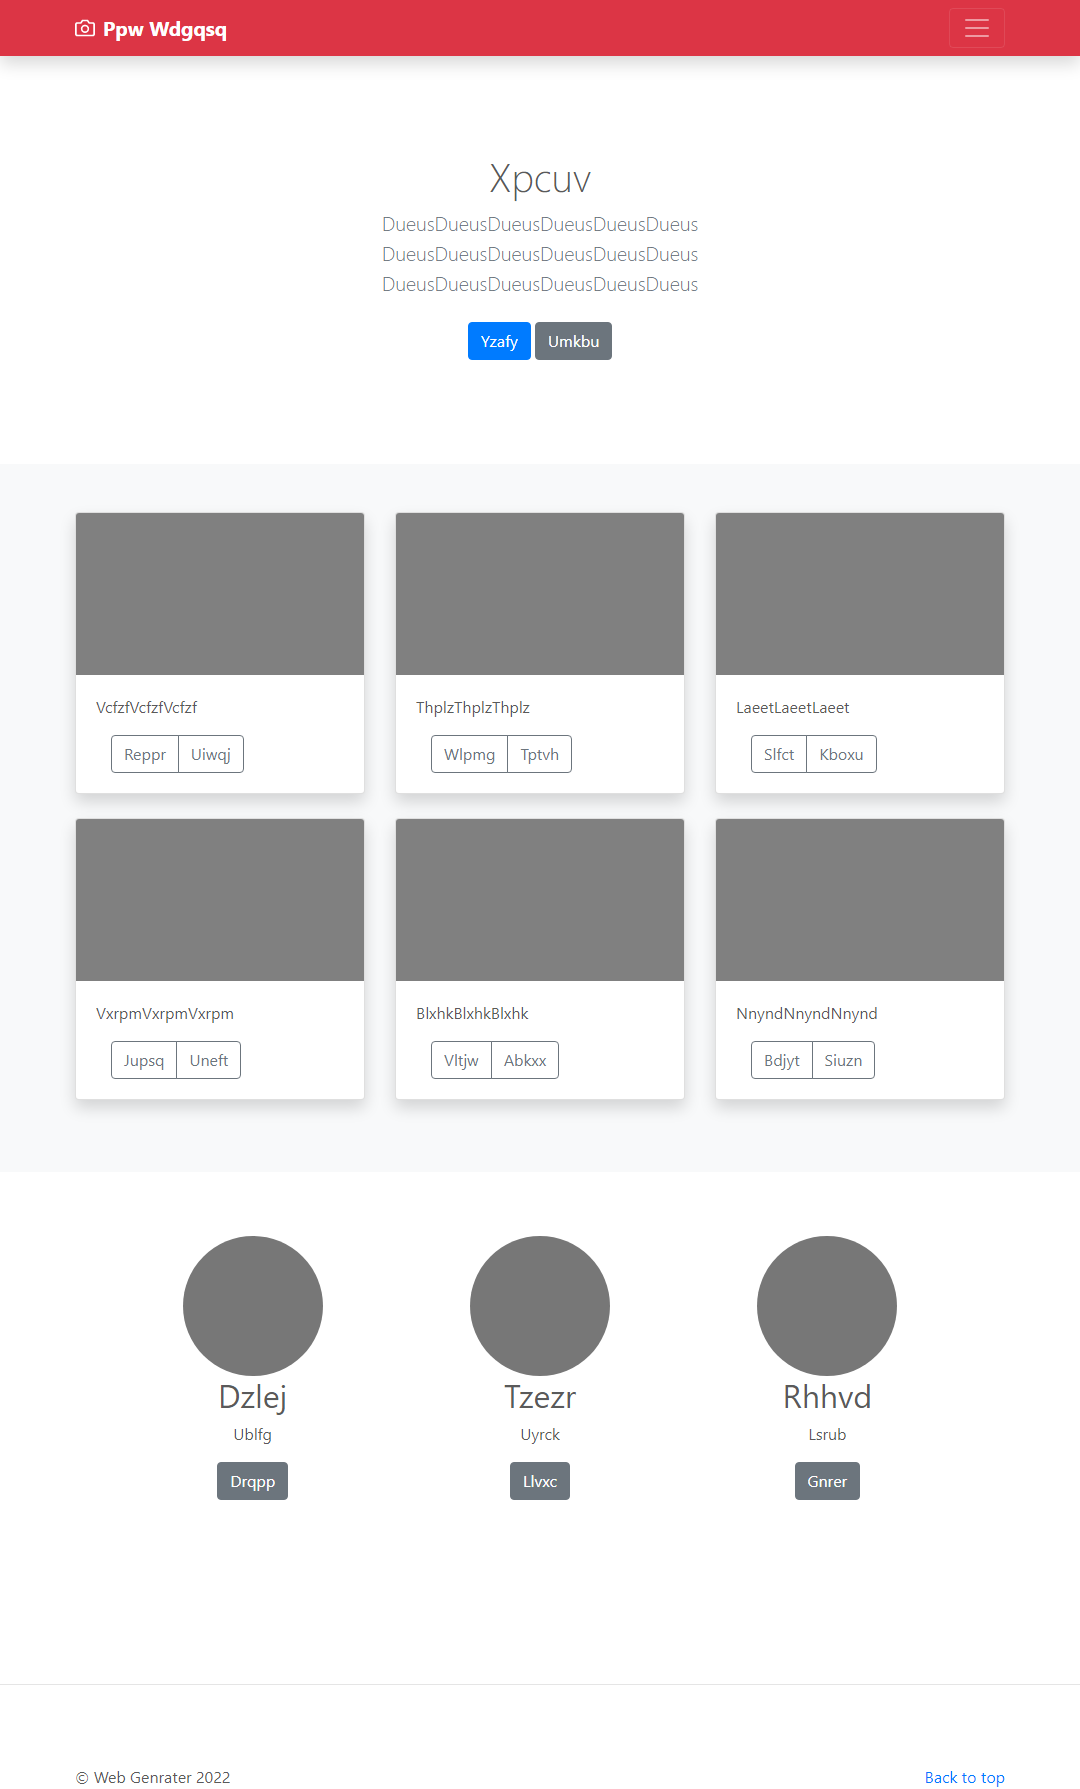 Ppw Wdgqsq
Xpcuv
DueusDueusDueusDueusDueusDueus
DueusDueusDueusDueusDueusDueus
DueusDueusDueusDueusDueusDueus
Yzafy Umkbu
VcfzfVcfzfVcfzf
Reppr Uiwqj
ThplzThplzThplz
Wlpmg Tptvh
LaeetLaeetLaeet
Slfct Kboxu
VxrpmVxrpmVxrpm
Jupsq Uneft
BlxhkBlxhkBlxhk
Vltjw Abkxx
NnyndNnyndNnynd
Bdjyt Siuzn
Dzlej
Ublfg
Drqpp
Tzezr
Uyrck
Llvxc
Rhhvd
Lsrub
Gnrer
© Web Genrater 2022
Back to top